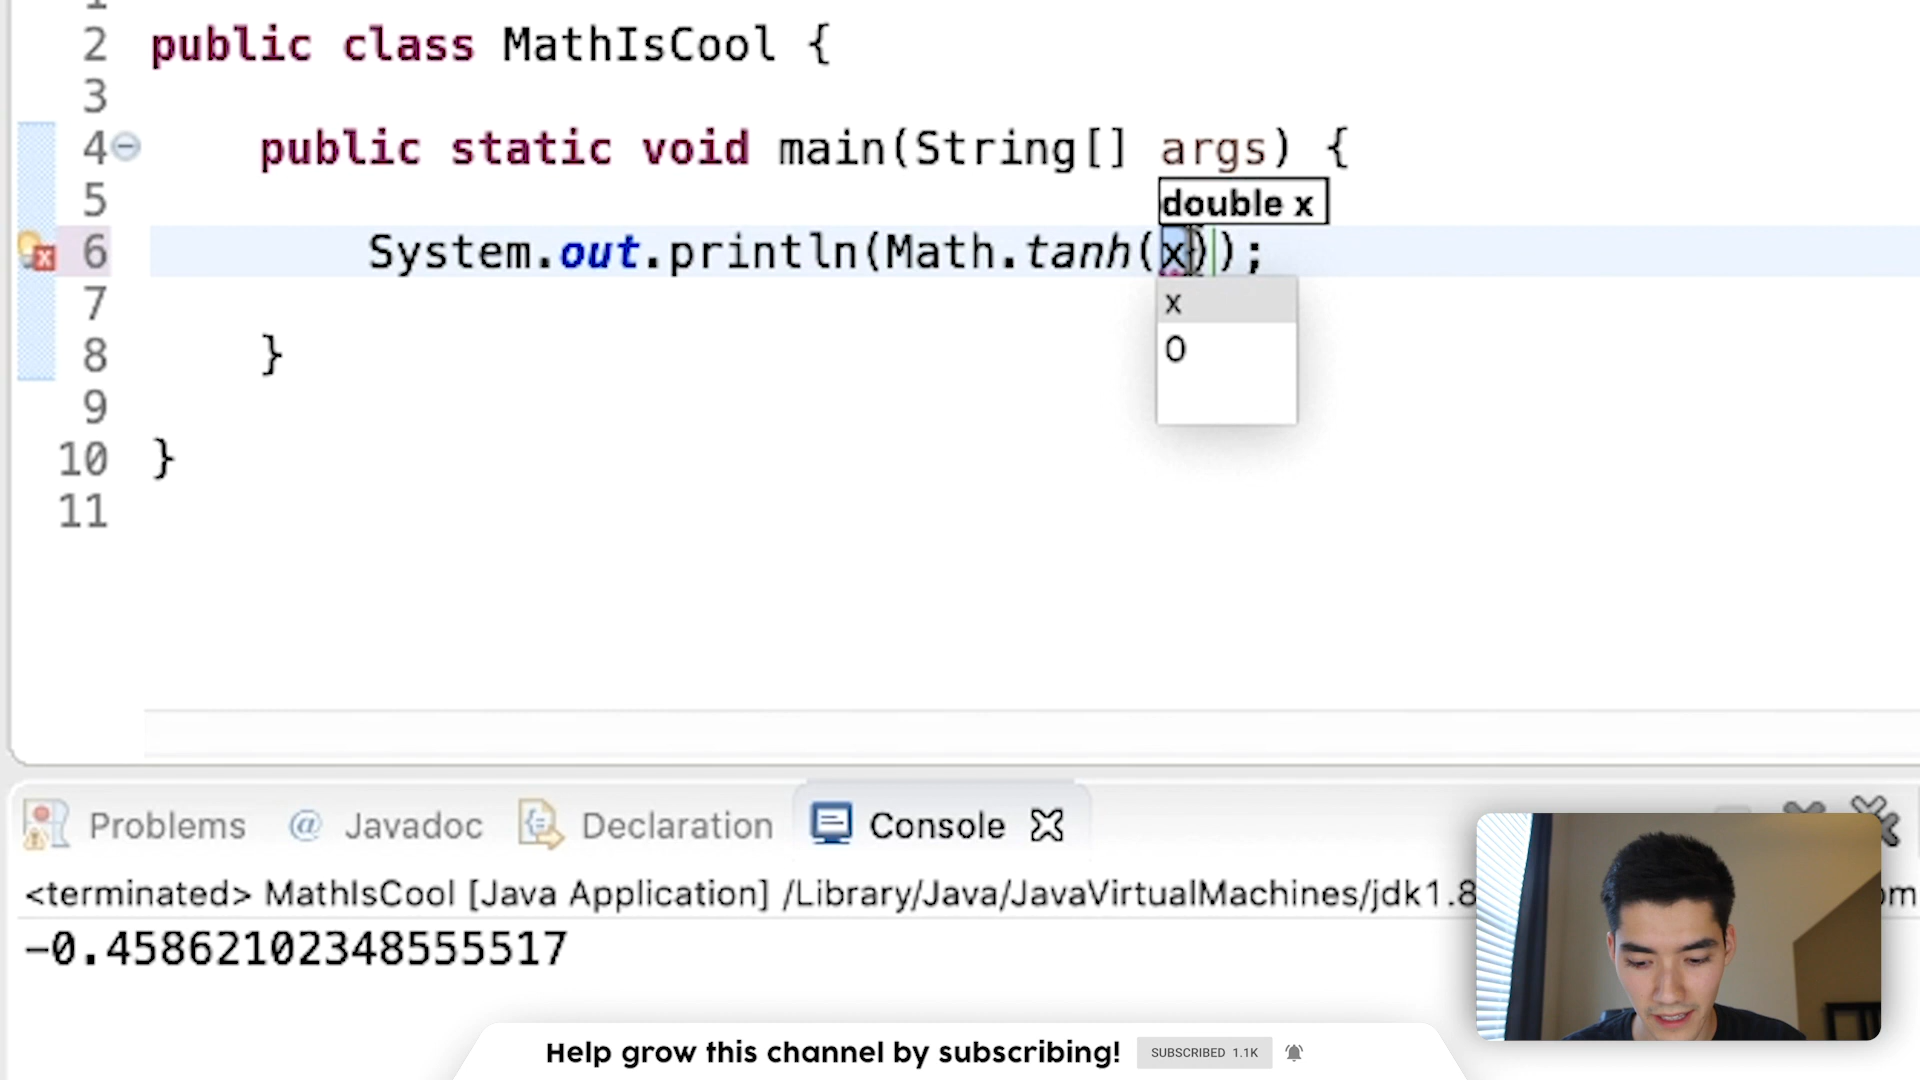 2 public class MathIsCool {
3
4 public static void main(String[] args) {
5
double x
6 System.out.println(Math.tanh(x));
x
0
7
8 }
9
10 }
11
Problems @ Javadoc Declaration Console
<terminated> MathIsCool [Java Application] /Library/Java/JavaVirtualMachines/jdk1.8
-0.45862102348555517
Help grow this channel by subscribing! SUBSCRIBED 1.1K